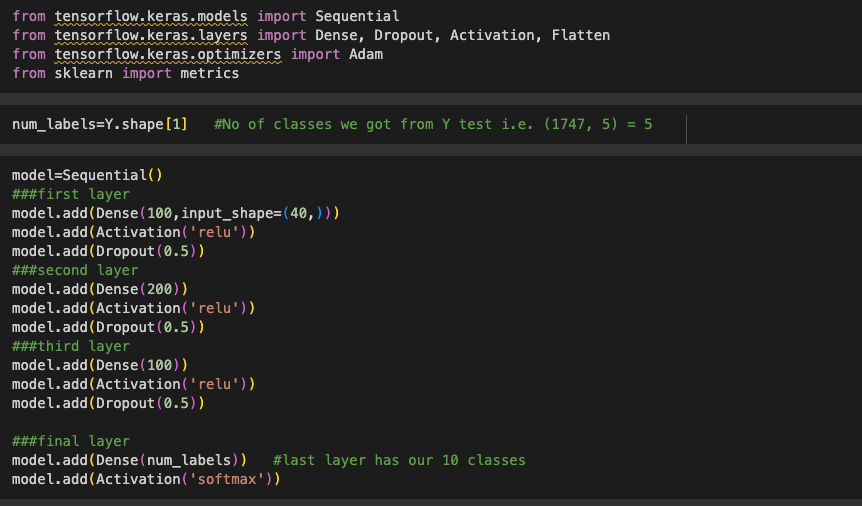 from tensorflow.keras.models import Sequential
from tensorflow.keras.layers import Dense, Dropout, Activation, Flatten
from tensorflow.keras.optimizers import Adam
from sklearn import metrics
num_labels=Y.shape[1]   #No of classes we got from Y test i.e. (1747, 5) = 5
model=Sequential()
###first layer
model.add(Dense(100,input_shape=(40,)))
model.add(Activation('relu'))
model.add(Dropout(0.5))
###second layer
model.add(Dense(200))
model.add(Activation('relu'))
model.add(Dropout(0.5))
###third layer
model.add(Dense(100))
model.add(Activation('relu'))
model.add(Dropout(0.5))
###final layer
model.add(Dense(num_labels))   #last layer has our 10 classes
model.add(Activation('softmax'))